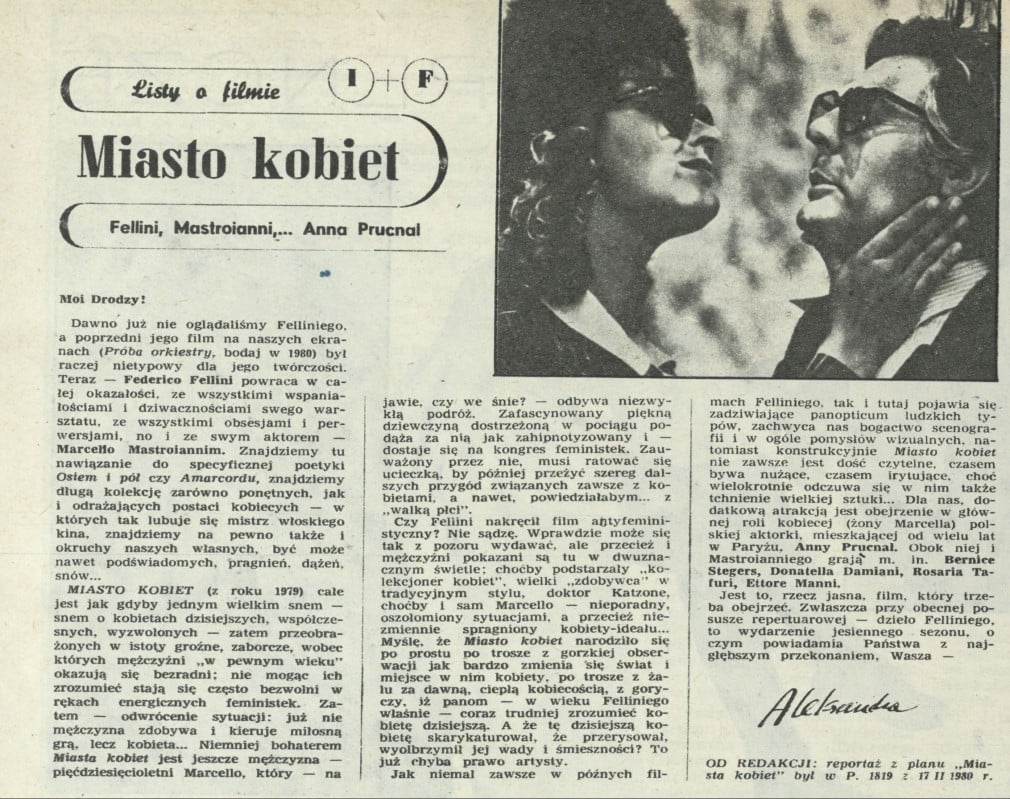 Listy o filmie
I + F
Miasto kobiet
Fellini, Mastroianni,... Anna Prucnal
Moi Drodzy!
Dawno już nie oglądaliśmy Felliniego,
a poprzedni jego film na naszych ekra-
nach (Próba orkiestry, bodaj w 1980) był
raczej nietypowy dla jego twórczości.
Teraz — Federico Fellini powraca w ca-
łej okazałości, ze wszystkimi wspania-
łościami i dziwacznościami swego war-
sztatu, ze wszystkimi obsesjami i per-
wersjami, no i ze swym aktorem —
Marcello Mastroiannim. Znajdziemy tu
nawiązanie do specyficznej poetyki
Osiem i pół czy Amarcordu, znajdziemy
długą kolekcję zarówno ponętnych, jak
i odrażających postaci kobiecych — w
których tak lubuje się mistrz włoskiego
kina, znajdziemy na pewno także i
okruchy naszych własnych, być może
nawet podświadomych, pragnień, dążeń,
snów...
MIASTO KOBIET (z roku 1979) całe
jest jak gdyby jednym wielkim snem —
snem o kobietach dzisiejszych, współcze-
snych, wyzwolonych — zatem przeobra-
żonych w istoty groźne, zaborcze, wobec
których mężczyźni „w pewnym wieku”
okazują się bezradni; nie mogąc ich
zrozumieć stają się często bezwolni w
rękach energicznych feministek. Za-
tem — odwrócenie sytuacji: już nie
mężczyzna zdobywa i kieruje miłosną
grą, lecz kobieta... Niemniej bohaterem
Miasta kobiet jest jeszcze mężczyzna —
pięćdziesięcioletni Marcello, który — na
jawie, czy we śnie? — odbywa niezwy-
kłą podróż. Zafascynowany piękną
dziewczyną dostrzeżoną w pociągu po-
dąża za nią jak zahipnotyzowany i —
dostaje się na kongres feministek. Zau-
ważony przez nie, musi ratować się
ucieczką, by później przeżyć szereg dal-
szych przygód związanych zawsze z ko-
bietami, a nawet, powiedziałabym... z
„walką płci”.
Czy Fellini nakręcił film antyfemini-
styczny? Nie sądzę. Wprawdzie może się
tak z pozoru wydawać, ale przecież i
mężczyźni pokazani są tu w dwuzna-
cznym świetle; choćby podstarzały „ko-
lekcjoner kobiet”, wielki „zdobywca” w
tradycyjnym stylu, doktor Katzone,
choćby i sam Marcello — nieporadny,
oszołomiony sytuacjami, a przecież nie-
zmiennie spragniony kobiety-ideału...
Myślę, że Miasto kobiet narodziło się
po prostu po trosze z gorzkiej obser-
wacji jak bardzo zmienia się świat i
miejsce w nim kobiety, po trosze z ża-
lu za dawną, ciepłą kobiecością, z gory-
czy, iż panom — w wieku Felliniego
właśnie — coraz trudniej zrozumieć ko-
bietę dzisiejszą. A że tę dzisiejszą ko-
bietę skarykaturował, że przerysował,
wyolbrzymił jej wady i śmieszności? To
już chyba prawo artysty.
Jak niemal zawsze w późnych fil-
mach Felliniego, tak i tutaj pojawia się
zadziwiające panopticum ludzkich ty-
pów, zachwyca nas bogactwo scenogra-
fii i w ogóle pomysłów wizualnych, na-
tomiast konstrukcyjnie Miasto kobiet
nie zawsze jest dość czytelne, czasem
bywa nużące, czasem irytujące, choć
wielokrotnie odczuwa się w nim także
tchnienie wielkiej sztuki... Dla nas, do-
datkową atrakcją jest obejrzenie w głów-
nej roli kobiecej (żony Marcella) pol-
skiej aktorki, mieszkającej od wielu lat
w Paryżu, Anny Prucnal. Obok niej i
Mastroianniego grają m. in. Bernice
Stegers, Donatella Damiani, Rosaria Ta-
furi, Ettore Manni.
Jest to, rzecz jasna, film, który trze-
ba obejrzeć. Zwłaszcza przy obecnej po-
susze repertuarowej — dzieło Felliniego,
to wydarzenie jesiennego sezonu, o
czym powiadamia Państwa z naj-
głębszym przekonaniem, Wasza —
Aleksandra
OD REDAKCJI: reportaż z planu „Mia-
sta kobiet” był w P. 1819 z 17 II 1980 r.